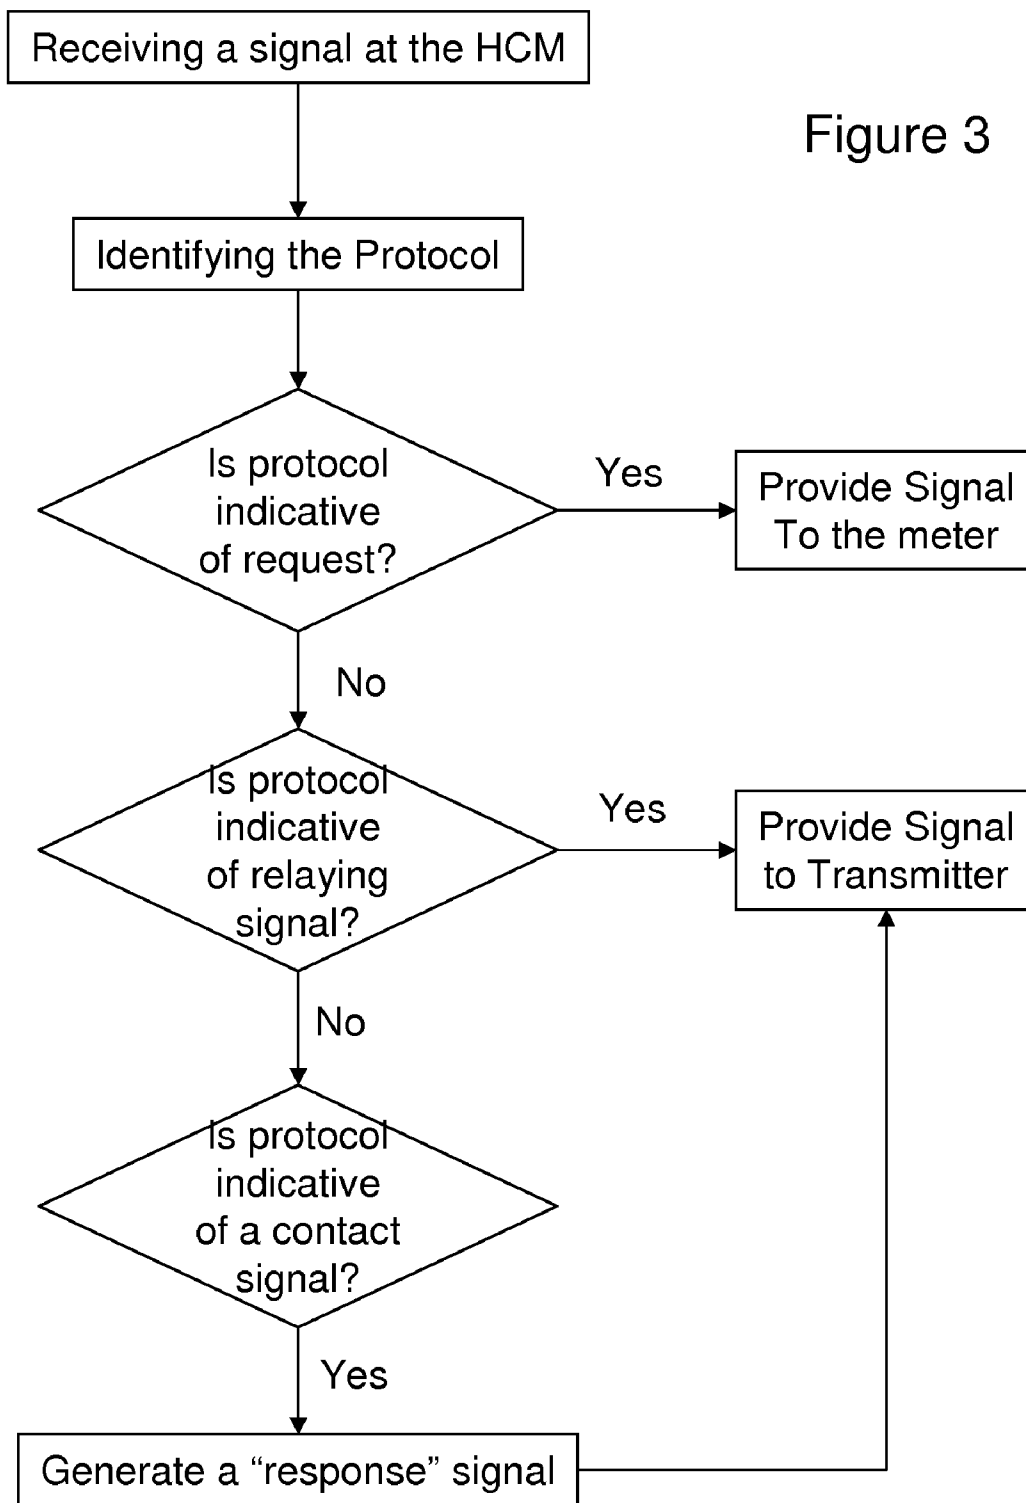 Receiving a signal at the HCM
Figure 3
Identifying the Protocol
Is protocol
indicative
of request?
Yes
Provide Signal
To the meter
No
Is protocol
indicative
of relaying
signal?
Yes
Provide Signal
to Transmitter
No
Is protocol
indicative
of a contact
signal?
Yes
Generate a “response” signal